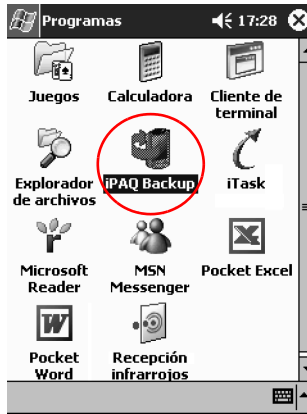 Programas 17:28
Juegos Calculadora Cliente de
terminal
Explorador iPAQ Backup iTask
de archivos
Microsoft MSN Pocket Excel
Reader Messenger
Pocket Recepción
Word infrarrojos